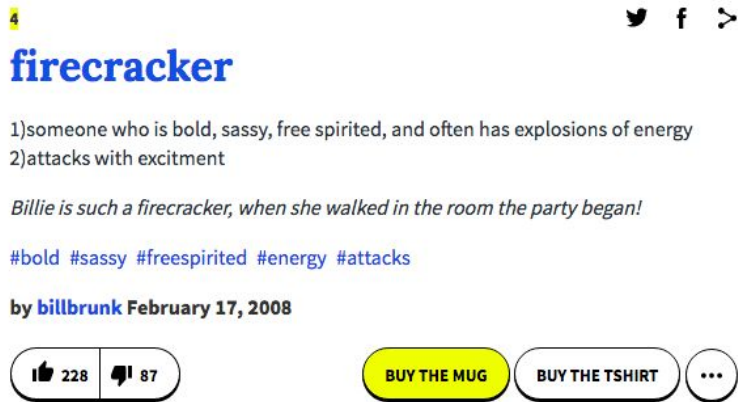 4
firecracker
1)someone who is bold, sassy, free spirited, and often has explosions of energy
2)attacks with excitment
Billie is such a firecracker, when she walked in the room the party began!
#bold #sassy #freespirited #energy #attacks
by billbrunk February 17, 2008
228 87 BUY THE MUG BUY THE TSHIRT ...